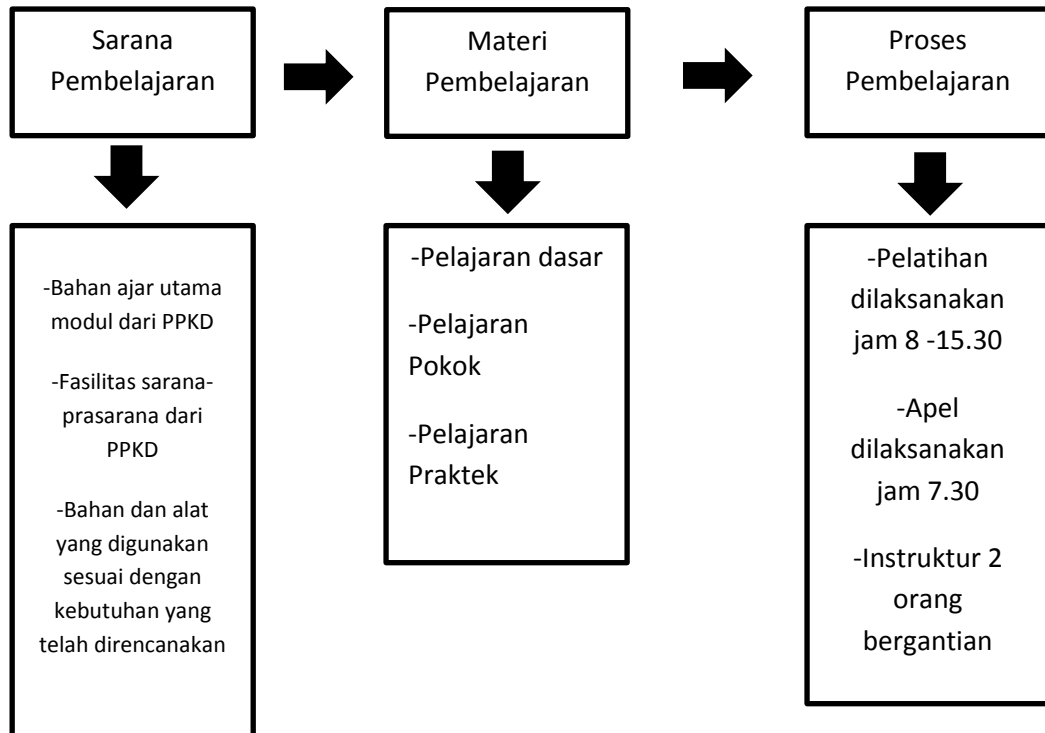 Sarana
Pembelajaran
Materi
Pembelajaran
Proses
Pembelajaran
-Bahan ajar utama
modul dari PPKD
-Fasilitas sarana-
prasarana dari
PPKD
-Bahan dan alat
yang digunakan
sesuai dengan
kebutuhan yang
telah direncanakan
-Pelajaran dasar
-Pelajaran
Pokok
-Pelajaran
Praktek
-Pelatihan
dilaksanakan
jam 8 -15.30
-Apel
dilaksanakan
jam 7.30
-Instruktur 2
orang
bergantian